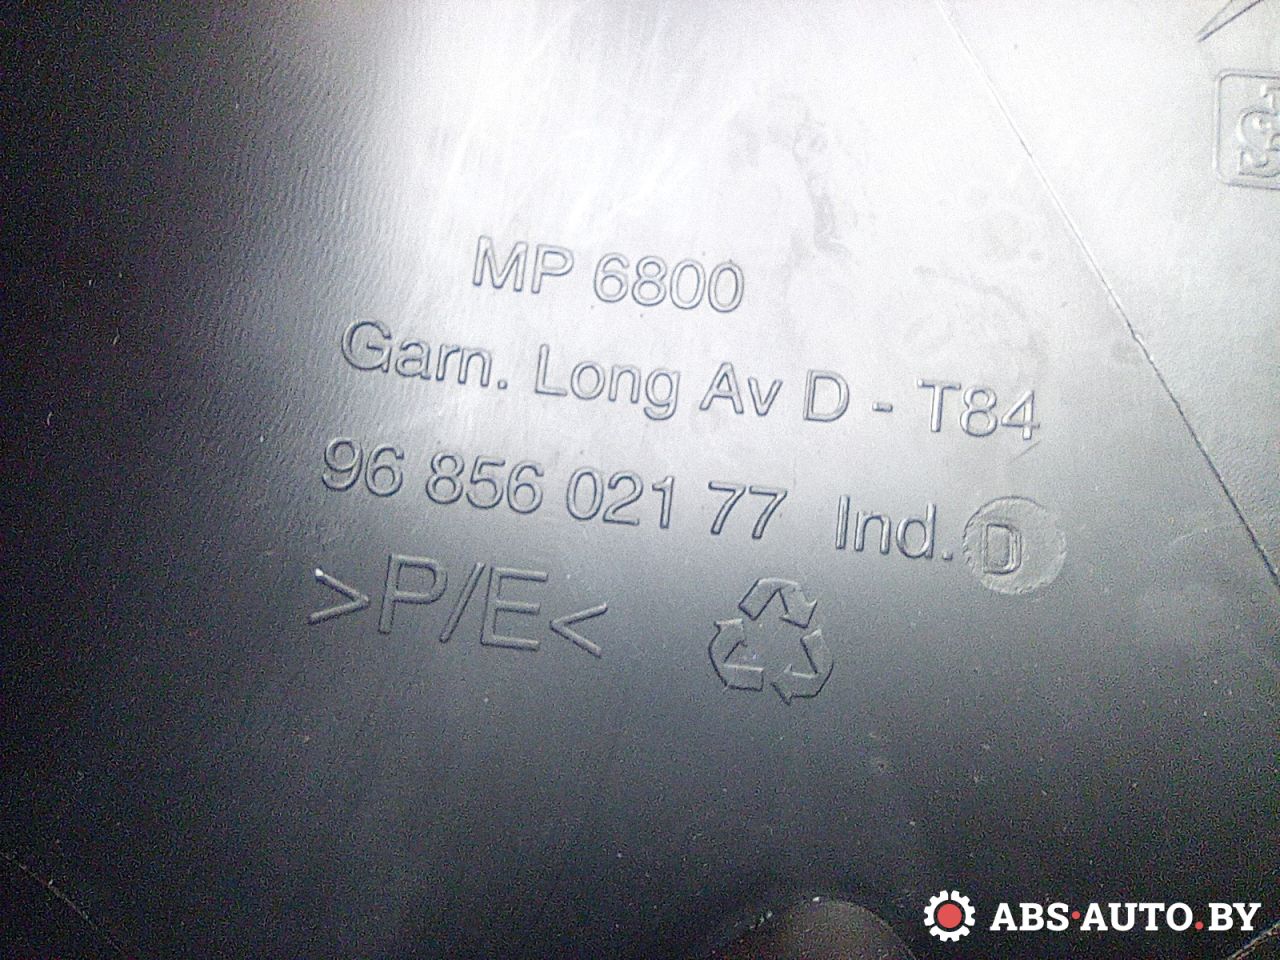 MP 6800
Garn. Long Av D - T84
96 856 021 77 Ind. D
>P/E<
ABS·AUTO.BY